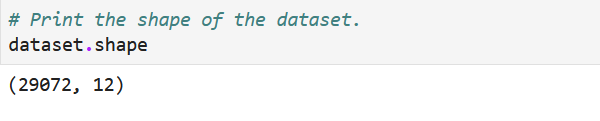 # Print the shape of the dataset.
dataset.shape
(29072, 12)